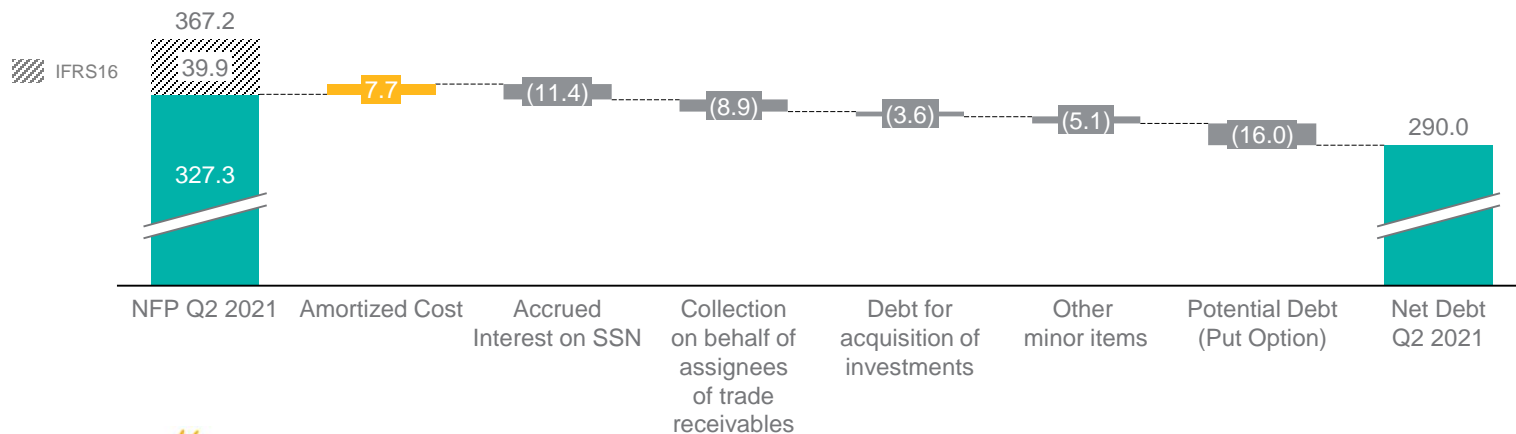 367.2
IFRS16
39.9
327.3
7.7
(11.4)
(8.9)
(3.6)
(5.1)
(16.0)
290.0
NFP Q2 2021
Amortized Cost
Accrued
Interest on SSN
Collection
on behalf of
assignees
of trade
receivables
Debt for
acquisition of
investments
Other
minor items
Potential Debt
(Put Option)
Net Debt
Q2 2021